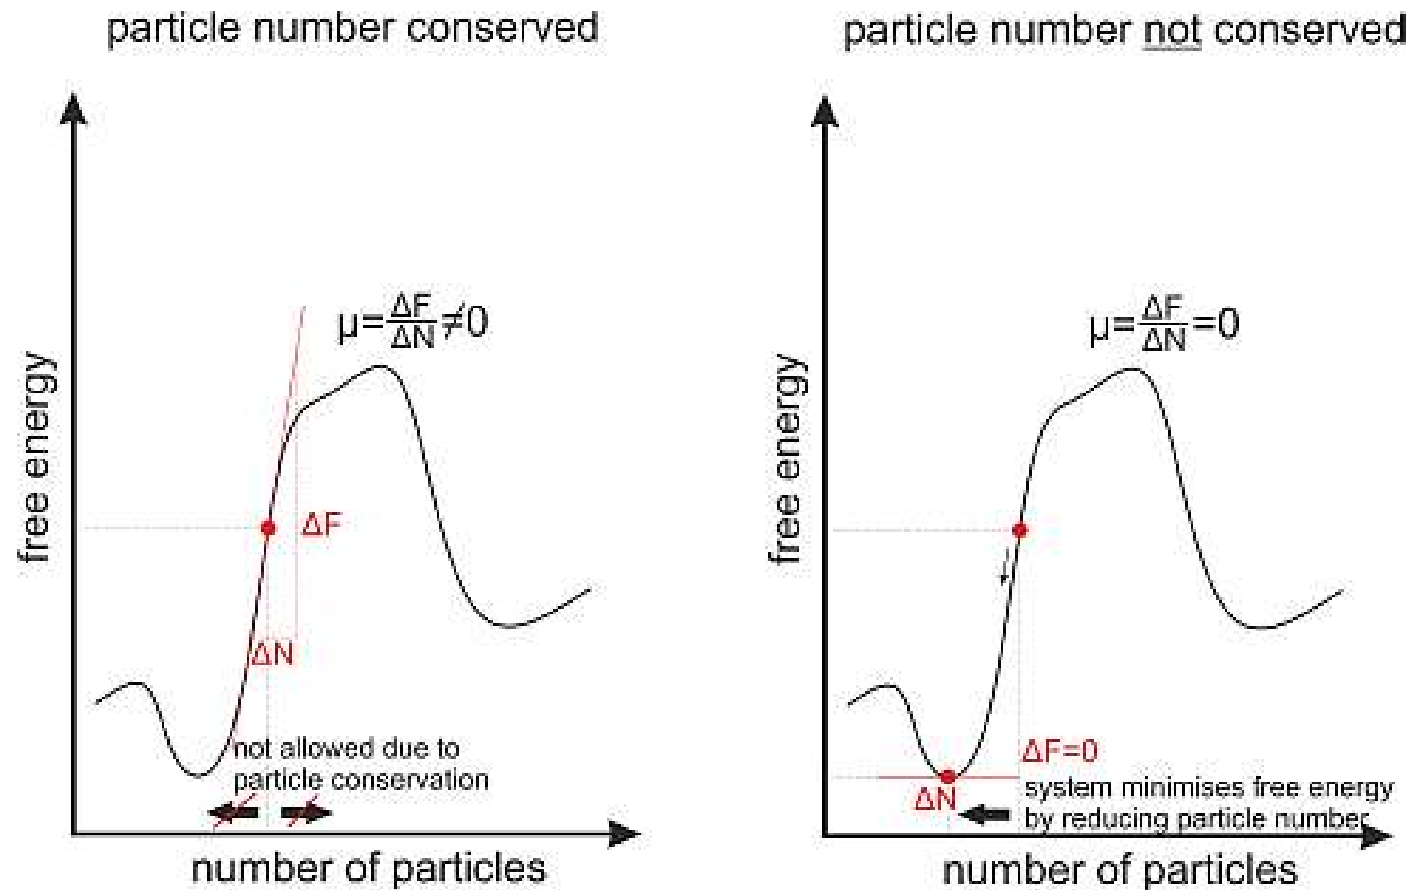 particle number conserved
free energy
μ=ΔF/ΔN≠0
ΔF
ΔN
not allowed due to
particle conservation
number of particles
particle number not conserved
free energy
μ=ΔF/ΔN=0
ΔF=0
ΔN
system minimises free energy
by reducing particle number
number of particles